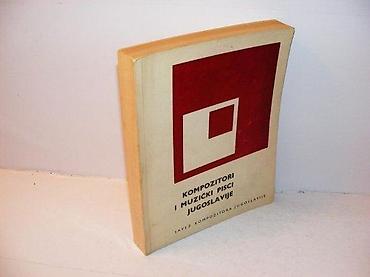 KOMPOZITORI
I MUZIČKI PISCI
JUGOSLAVIJE
SAVEZ KOMPOZITORA JUGOSLAVIJE